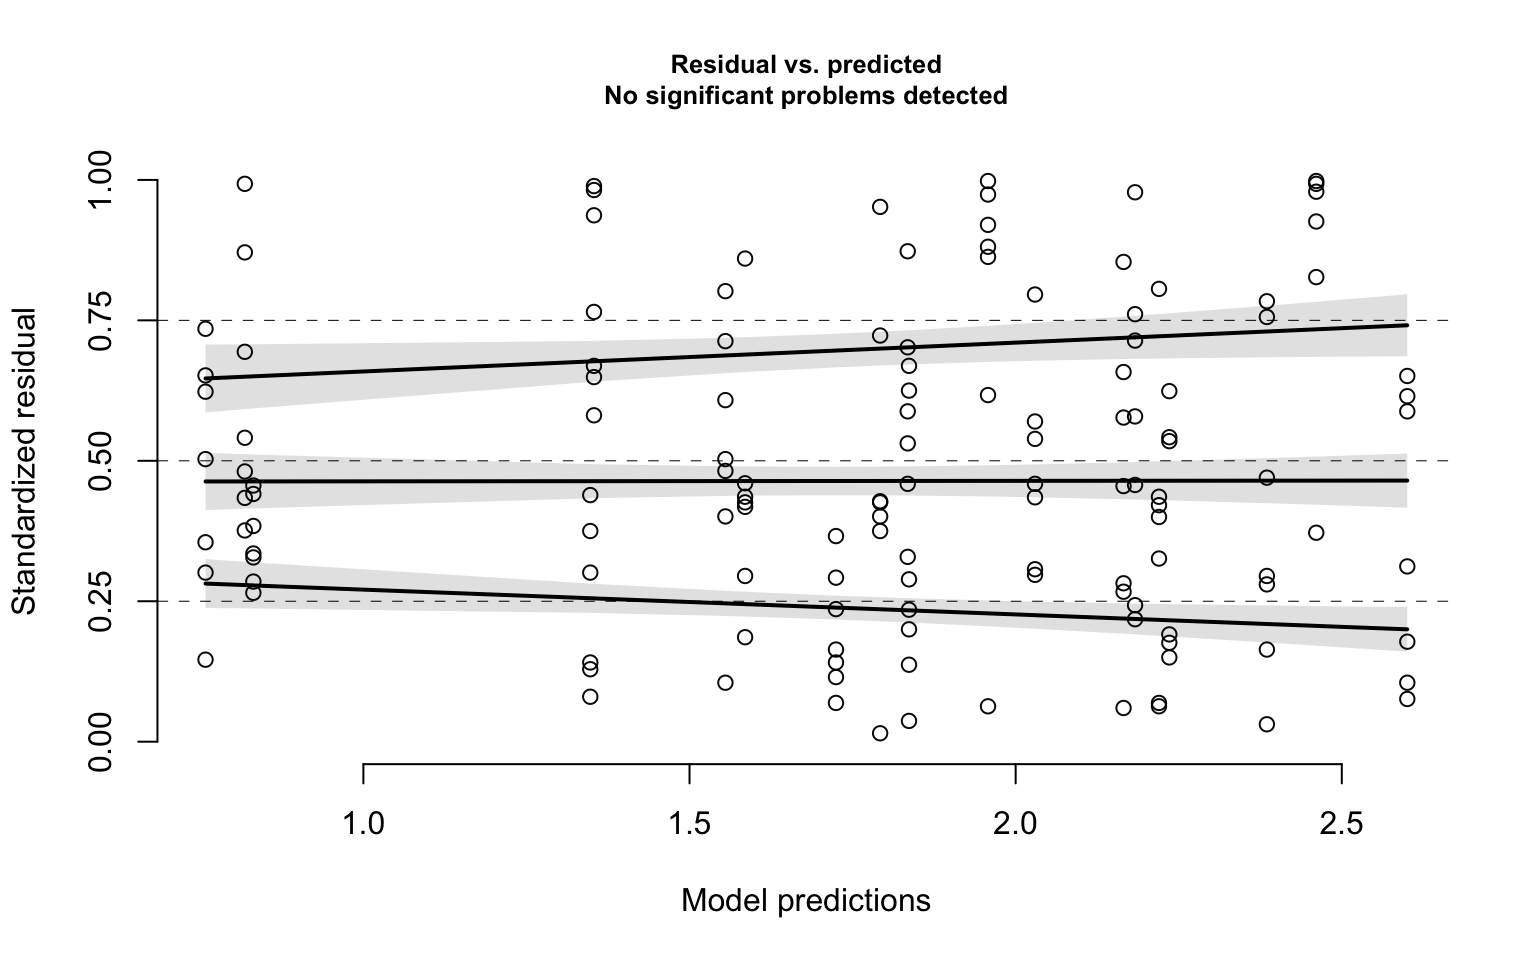 Residual vs. predicted
No significant problems detected
Standardized residual
1.00
0.75
0.50
0.25
0.00
1.0 1.5 2.0 2.5
Model predictions